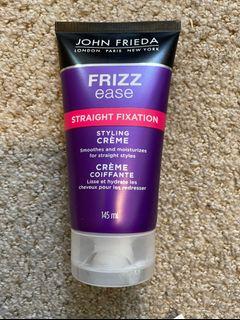 JOHN FRIEDA
LONDON, PARIS, NEW YORK
FRIZZ
ease
STRAIGHT FIXATION
STYLING
CRÈME
Smoothes and moisturizes
for straight styles
CRÈME
COIFFANTE
Lisse et hydrate les
cheveux pour les redresser
145 ml